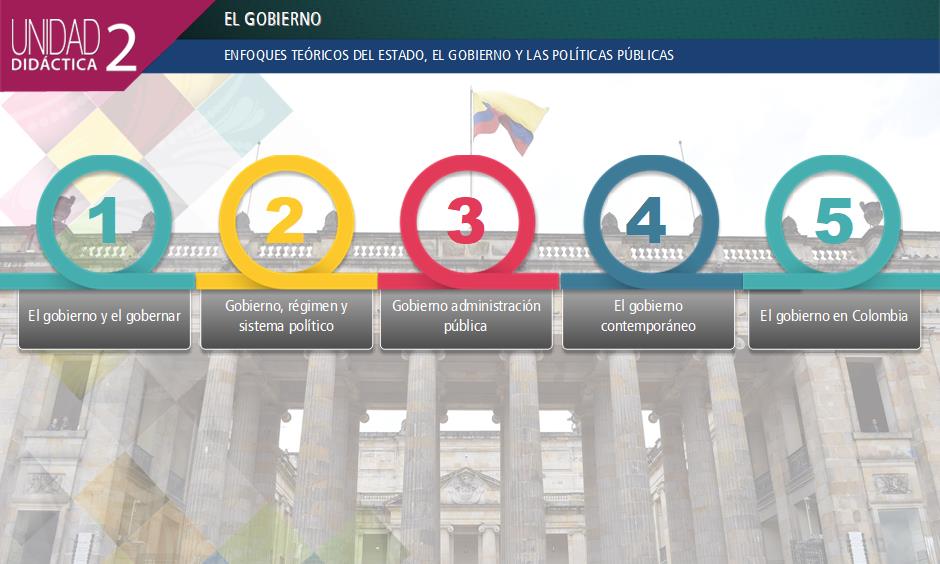 UNIDAD
DIDÁCTICA 2
EL GOBIERNO
ENFOQUES TEÓRICOS DEL ESTADO, EL GOBIERNO Y LAS POLÍTICAS PÚBLICAS
1
El gobierno y el gobernar
2
Gobierno, régimen y
sistema político
3
Gobierno administración
pública
4
El gobierno
contemporáneo
5
El gobierno en Colombia